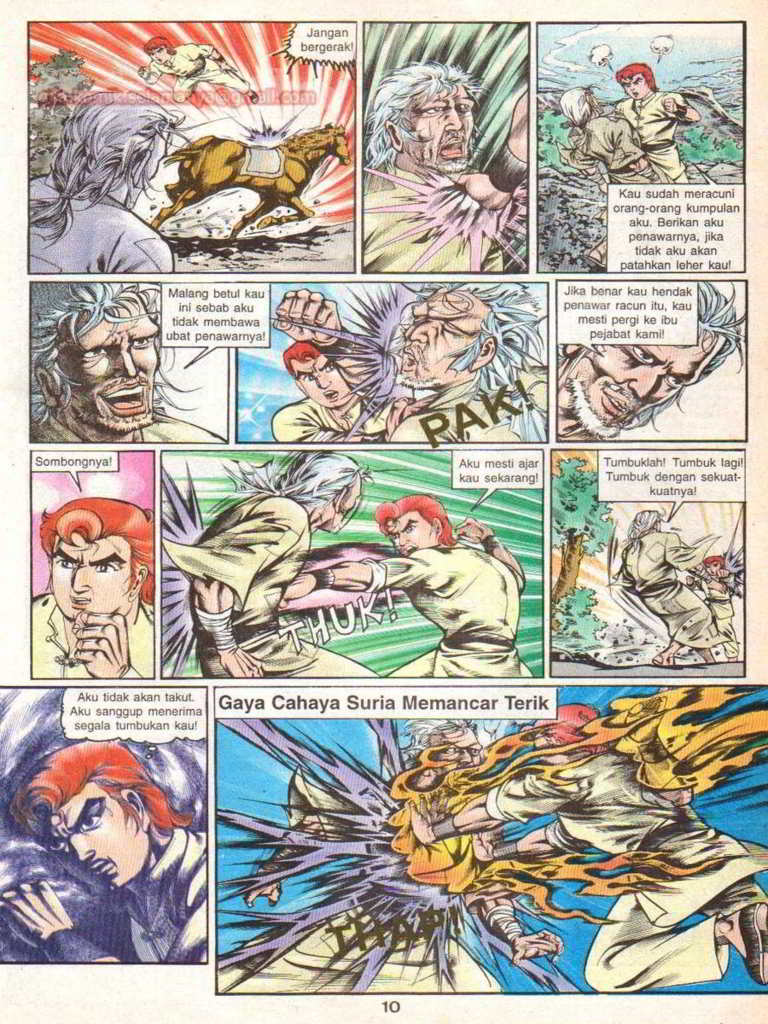 Jangan
bergerak!
Kau sudah meracuni
orang-orang kumpulan
aku. Berikan aku
penawarnya, jika
tidak aku akan
patahkan leher kau!
Malang betul kau
ini sebab aku
tidak membawa
ubat penawarnya!
PAK!
Jika benar kau hendak
penawar racun itu, kau
mesti pergi ke ibu
pejabat kami!
Sombongnya!
Aku mesti ajar
kau sekarang!
THUK!
Tumbuklah! Tumbuk lagi!
Tumbuk dengan sekuat-
kuatnya!
Aku tidak akan takut.
Aku sanggup menerima
segala tumbukan kau!
Gaya Cahaya Suria Memancar Terik
THAP!
10